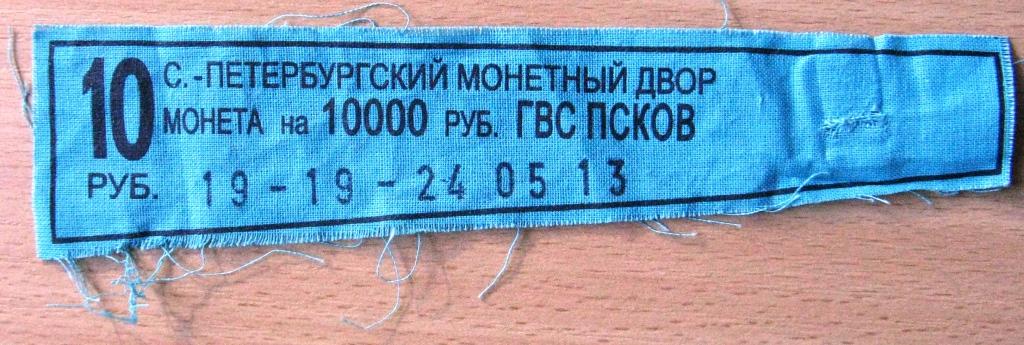 10 С.-ПЕТЕРБУРГСКИЙ МОНЕТНЫЙ ДВОР
МОНЕТА на 10000 РУБ. ГВС ПСКОВ
РУБ. 19 - 19 - 24 05 13